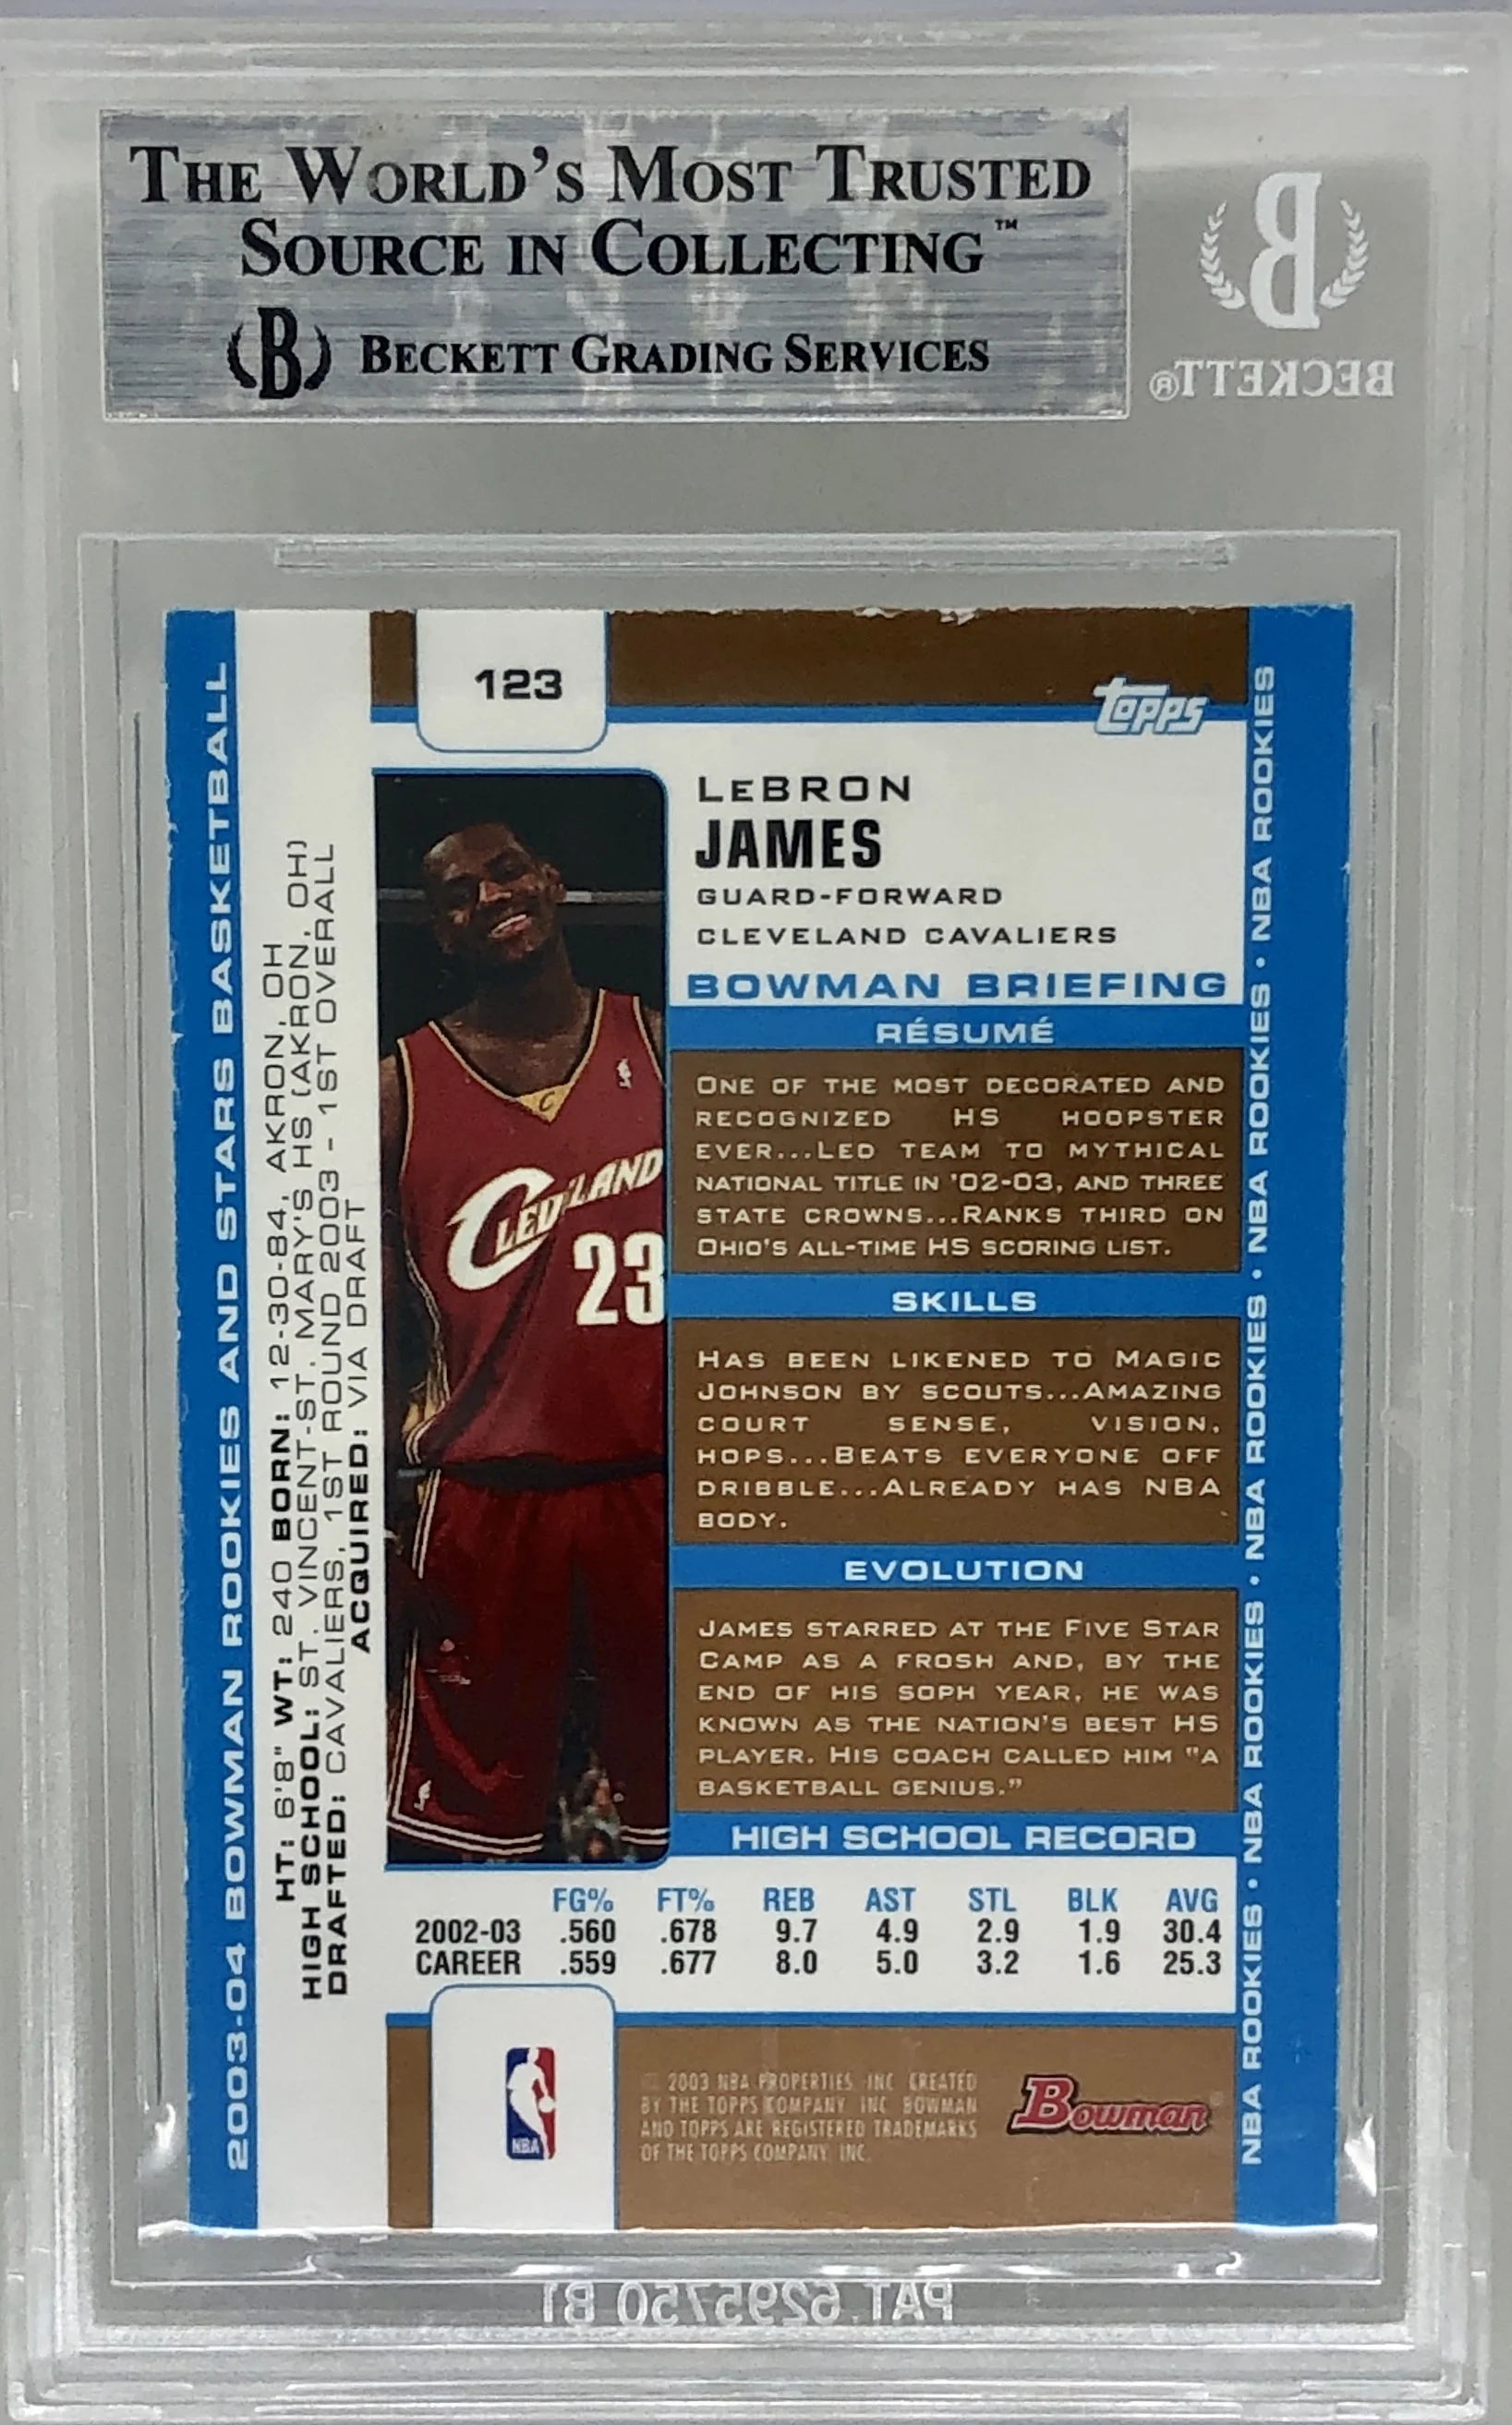 THE WORLD'S MOST TRUSTED
SOURCE IN COLLECTING™
B BECKETT GRADING SERVICES
B
BECKETT®
2003-04 BOWMAN ROOKIES AND STARS BASKETBALL
HT: 6'8" WT: 240 BORN: 12-30-84, AKRON, OH
HIGH SCHOOL: ST. VINCENT-ST. MARY'S HS (AKRON, OH)
DRAFTED: CAVALIERS, 1ST ROUND 2003 - 1ST OVERALL
ACQUIRED: VIA DRAFT
123
topps
LEBRON
JAMES
GUARD-FORWARD
CLEVELAND CAVALIERS
BOWMAN BRIEFING
RÉSUMÉ
ONE OF THE MOST DECORATED AND
RECOGNIZED HS HOOPSTER
EVER...LED TEAM TO MYTHICAL
NATIONAL TITLE IN '02-03, AND THREE
STATE CROWNS...RANKS THIRD ON
OHIO'S ALL-TIME HS SCORING LIST.
SKILLS
HAS BEEN LIKENED TO MAGIC
JOHNSON BY SCOUTS...AMAZING
COURT SENSE, VISION,
HOPS...BEATS EVERYONE OFF
DRIBBLE...ALREADY HAS NBA
BODY.
EVOLUTION
JAMES STARRED AT THE FIVE STAR
CAMP AS A FROSH AND, BY THE
END OF HIS SOPH YEAR, HE WAS
KNOWN AS THE NATION'S BEST HS
PLAYER. HIS COACH CALLED HIM "A
BASKETBALL GENIUS."
HIGH SCHOOL RECORD
FG% FT% REB AST STL BLK AVG
2002-03 .560 .678 9.7 4.9 2.9 1.9 30.4
CAREER .559 .677 8.0 5.0 3.2 1.6 25.3
C
CLEVELAND
23
NBA
© 2003 NBA PROPERTIES, INC. CREATED
BY THE TOPPS COMPANY, INC. BOWMAN
AND TOPPS ARE REGISTERED TRADEMARKS
OF THE TOPPS COMPANY, INC.
Bowman®
NBA ROOKIES • NBA ROOKIES • NBA ROOKIES • NBA ROOKIES • NBA ROOKIES • NBA ROOKIES
PAT. 6295750 B1